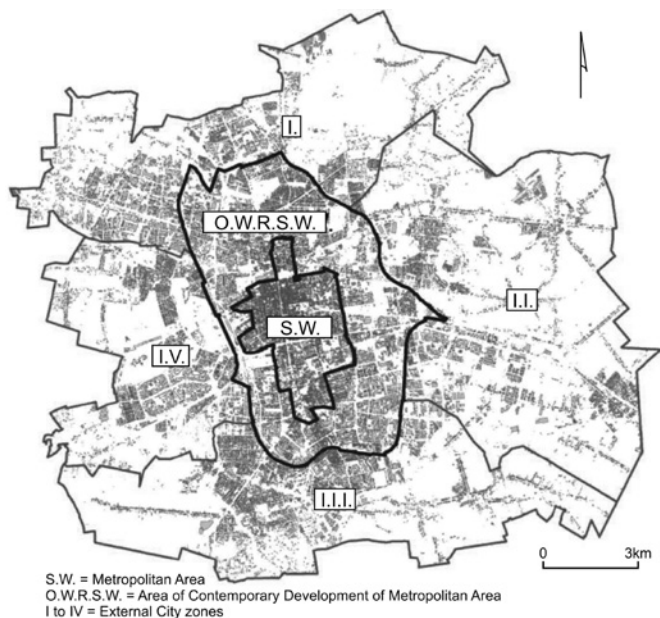 I.
O.W.R.S.W.
I.I.
S.W.
I.V.
I.I.I.
0 3km
S.W. = Metropolitan Area
O.W.R.S.W. = Area of Contemporary Development of Metropolitan Area
I to IV = External City zones